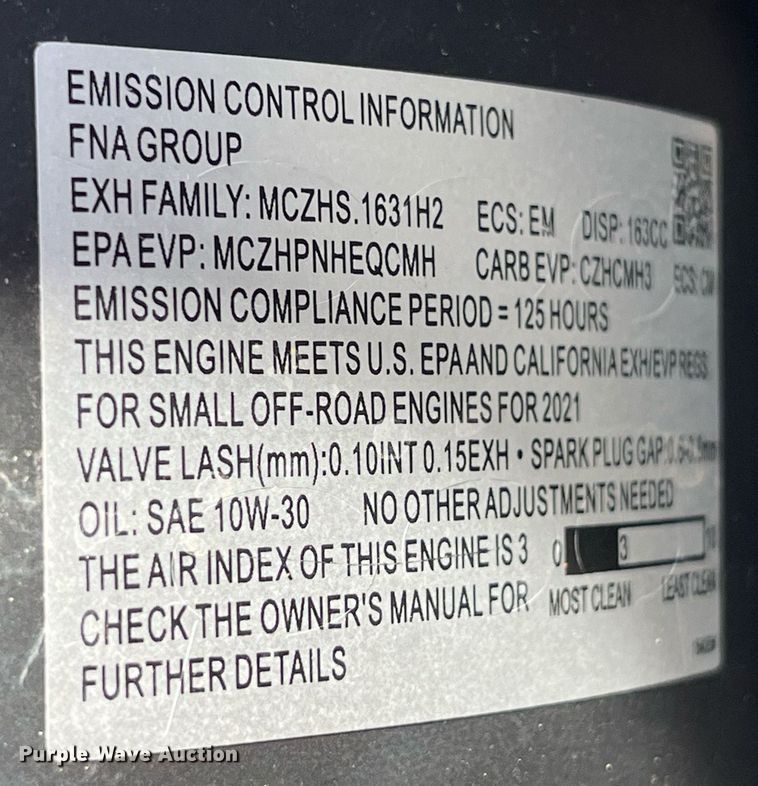 EMISSION CONTROL INFORMATION
FNA GROUP
EXH FAMILY: MCZHS.1631H2 ECS: EM DISP: 163CC
EPA EVP: MCZHPNHEQCMH CARB EVP: CZHCMH3 ECS: CM
EMISSION COMPLIANCE PERIOD = 125 HOURS
THIS ENGINE MEETS U.S. EPA AND CALIFORNIA EXH/EVP REGS
FOR SMALL OFF-ROAD ENGINES FOR 2021
VALVE LASH(mm):0.10INT 0.15EXH • SPARK PLUG GAP:
OIL: SAE 10W-30 NO OTHER ADJUSTMENTS NEEDED
THE AIR INDEX OF THIS ENGINE IS 3 0 3 10
CHECK THE OWNER'S MANUAL FOR MOST CLEAN LEAST CLEAN
FURTHER DETAILS
Purple Wave Auction